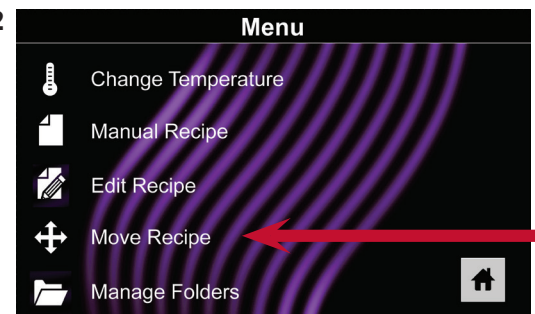 2
Menu
Change Temperature
Manual Recipe
Edit Recipe
Move Recipe
Manage Folders